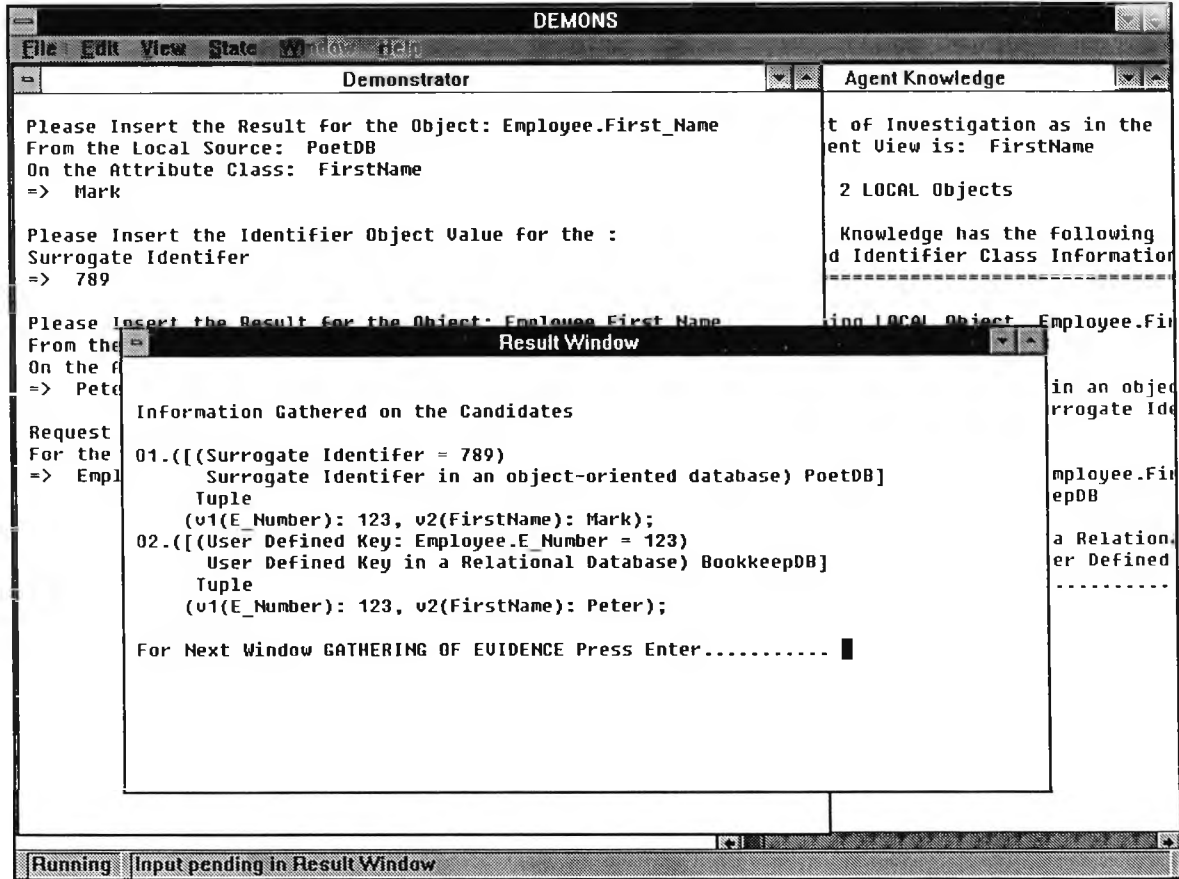 DEMONS
File Edit View State Window Help
Demonstrator
Please Insert the Result for the Object: Employee.First_Name
From the Local Source: PoetDB
On the Attribute Class: FirstName
=> Mark
Please Insert the Identifier Object Value for the :
Surrogate Identifer
=> 789
Please Insert the Result for the Object: Employee.First_Name
From the
On the
=> Pete
Request
For the
=> Empl
Agent Knowledge
t of Investigation as in the
ent View is: FirstName
2 LOCAL Objects
Knowledge has the following
d Identifier Class Information
==============================
ing LOCAL Object Employee.Fir
in an objec
rrogate Ide
mployee.Fir
epDB
a Relation
er Defined
----------
Result Window
Information Gathered on the Candidates
01.([(Surrogate Identifer = 789)
Surrogate Identifer in an object-oriented database) PoetDB]
Tuple
(v1(E_Number): 123, v2(FirstName): Mark);
02.([(User Defined Key: Employee.E_Number = 123)
User Defined Key in a Relational Database) BookkeepDB]
Tuple
(v1(E_Number): 123, v2(FirstName): Peter);
For Next Window GATHERING OF EVIDENCE Press Enter...........
Running Input pending in Result Window